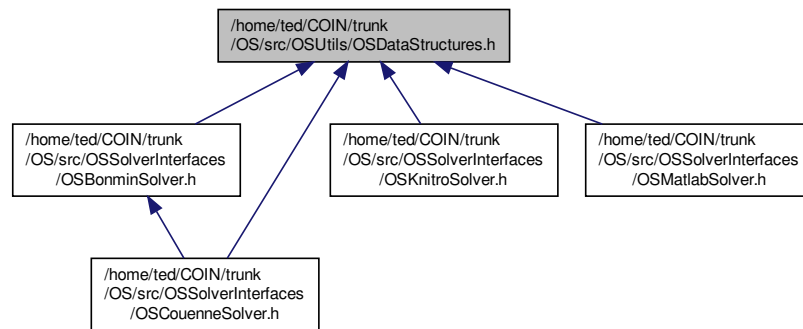 /home/ted/COIN/trunk
/OS/src/OSUtils/OSDataStructures.h
/home/ted/COIN/trunk
/OS/src/OSSolverInterfaces
/OSBonminSolver.h
/home/ted/COIN/trunk
/OS/src/OSSolverInterfaces
/OSKnitroSolver.h
/home/ted/COIN/trunk
/OS/src/OSSolverInterfaces
/OSMatlabSolver.h
/home/ted/COIN/trunk
/OS/src/OSSolverInterfaces
/OSCouenneSolver.h